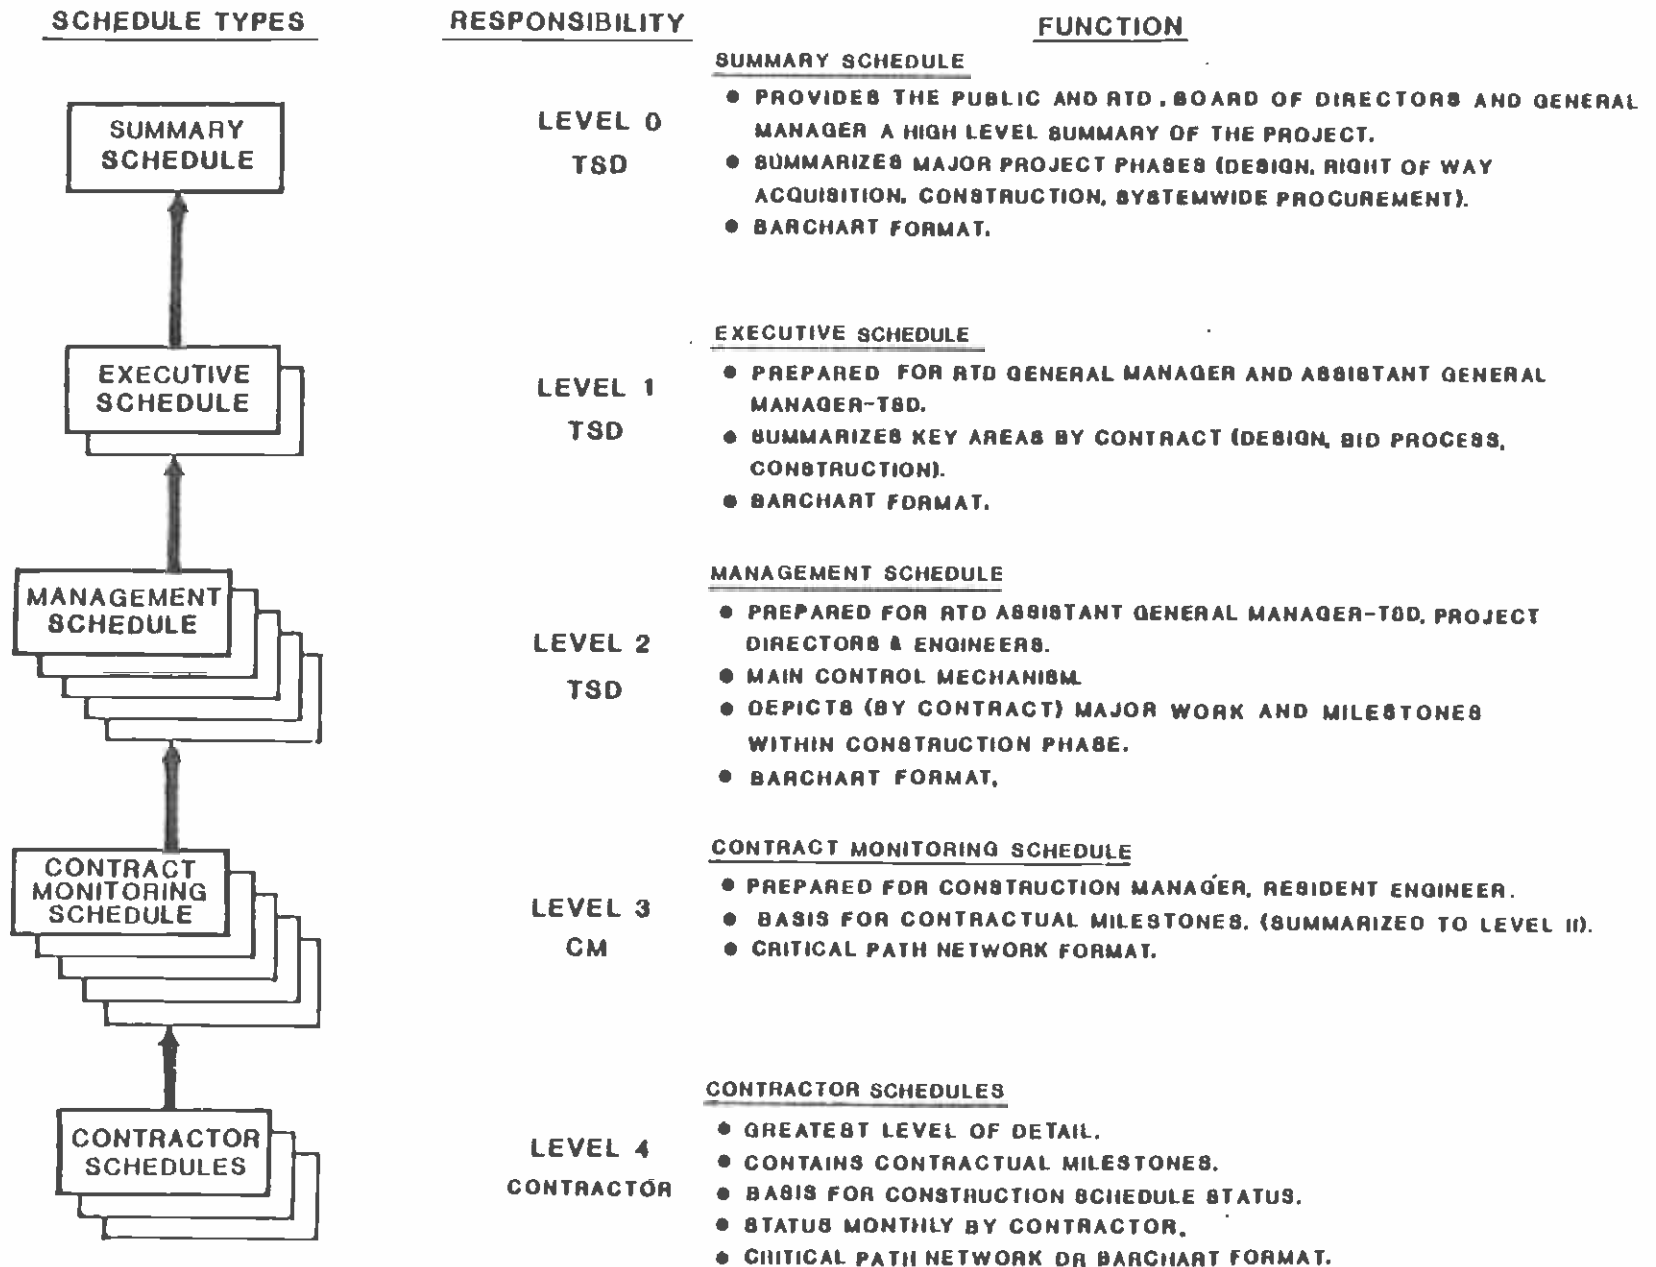 SCHEDULE TYPES
RESPONSIBILITY
FUNCTION
SUMMARY SCHEDULE
SUMMARY
SCHEDULE
LEVEL 0
TSD
● PROVIDES THE PUBLIC AND RTD . BOARD OF DIRECTORS AND GENERAL
MANAGER A HIGH LEVEL SUMMARY OF THE PROJECT.
● SUMMARIZES MAJOR PROJECT PHASES (DESIGN, RIGHT OF WAY
ACQUISITION, CONSTRUCTION, SYSTEMWIDE PROCUREMENT).
● BARCHART FORMAT.
EXECUTIVE SCHEDULE
EXECUTIVE
SCHEDULE
LEVEL 1
TSD
● PREPARED FOR RTD GENERAL MANAGER AND ASSISTANT GENERAL
MANAGER-TSD.
● SUMMARIZES KEY AREAS BY CONTRACT (DESIGN, BID PROCESS,
CONSTRUCTION).
● BARCHART FORMAT.
MANAGEMENT SCHEDULE
MANAGEMENT
SCHEDULE
LEVEL 2
TSD
● PREPARED FOR RTD ASSISTANT GENERAL MANAGER-TSD, PROJECT
DIRECTORS & ENGINEERS.
● MAIN CONTROL MECHANISM.
● DEPICTS (BY CONTRACT) MAJOR WORK AND MILESTONES
WITHIN CONSTRUCTION PHASE.
● BARCHART FORMAT,
CONTRACT MONITORING SCHEDULE
CONTRACT
MONITORING
SCHEDULE
LEVEL 3
CM
● PREPARED FOR CONSTRUCTION MANAGER, RESIDENT ENGINEER.
● BASIS FOR CONTRACTUAL MILESTONES. (SUMMARIZED TO LEVEL II).
● CRITICAL PATH NETWORK FORMAT.
CONTRACTOR SCHEDULES
CONTRACTOR
SCHEDULES
LEVEL 4
CONTRACTOR
● GREATEST LEVEL OF DETAIL.
● CONTAINS CONTRACTUAL MILESTONES.
● BASIS FOR CONSTRUCTION SCHEDULE STATUS.
● STATUS MONTHLY BY CONTRACTOR.
● CRITICAL PATH NETWORK OR BARCHART FORMAT.